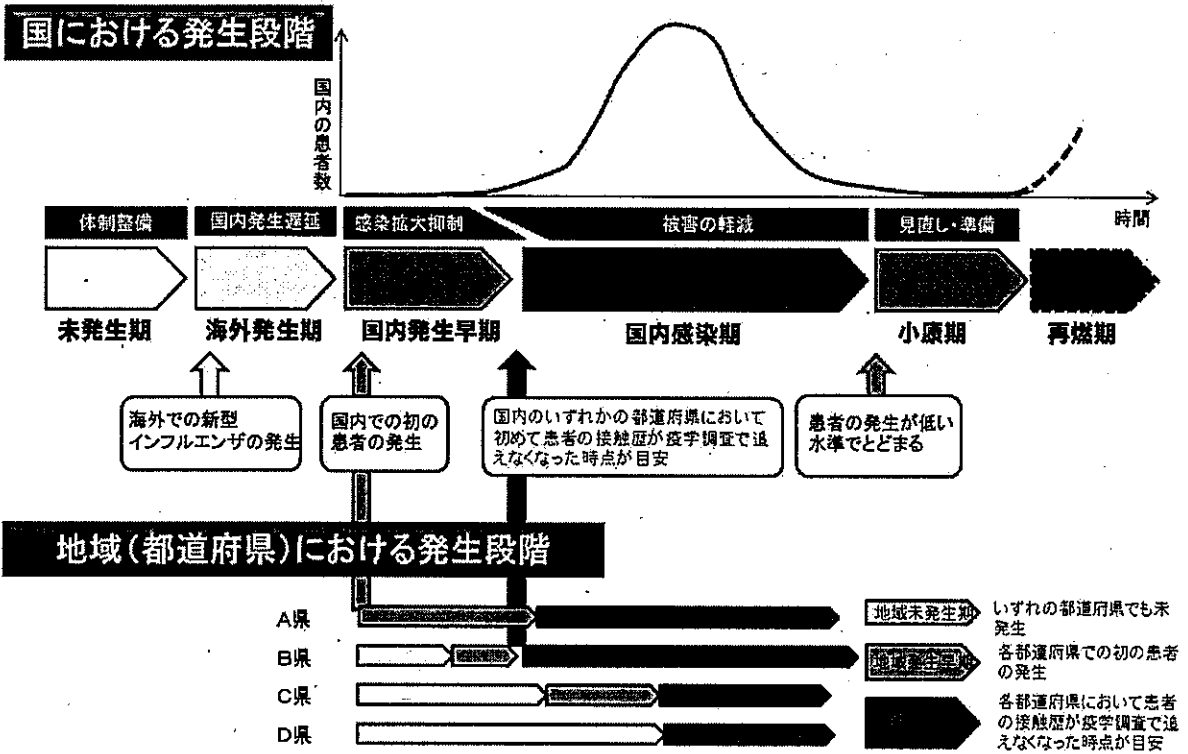 国における発生段階
国内の患者数
時間
体制整備
国内発生遅延
感染拡大抑制
被害の軽減
見直し・準備
未発生期
海外発生期
国内発生早期
国内感染期
小康期
再燃期
海外での新型
インフルエンザの発生
国内での初の
患者の発生
国内のいずれかの都道府県において
初めて患者の接触歴が疫学調査で追
えなくなった時点が目安
患者の発生が低い
水準でとどまる
地域(都道府県)における発生段階
A県
B県
C県
D県
地域未発生期
いずれの都道府県でも未
発生
地域発生早期
各都道府県での初の患者
の発生
各都道府県において患者
の接触歴が疫学調査で追
えなくなった時点が目安